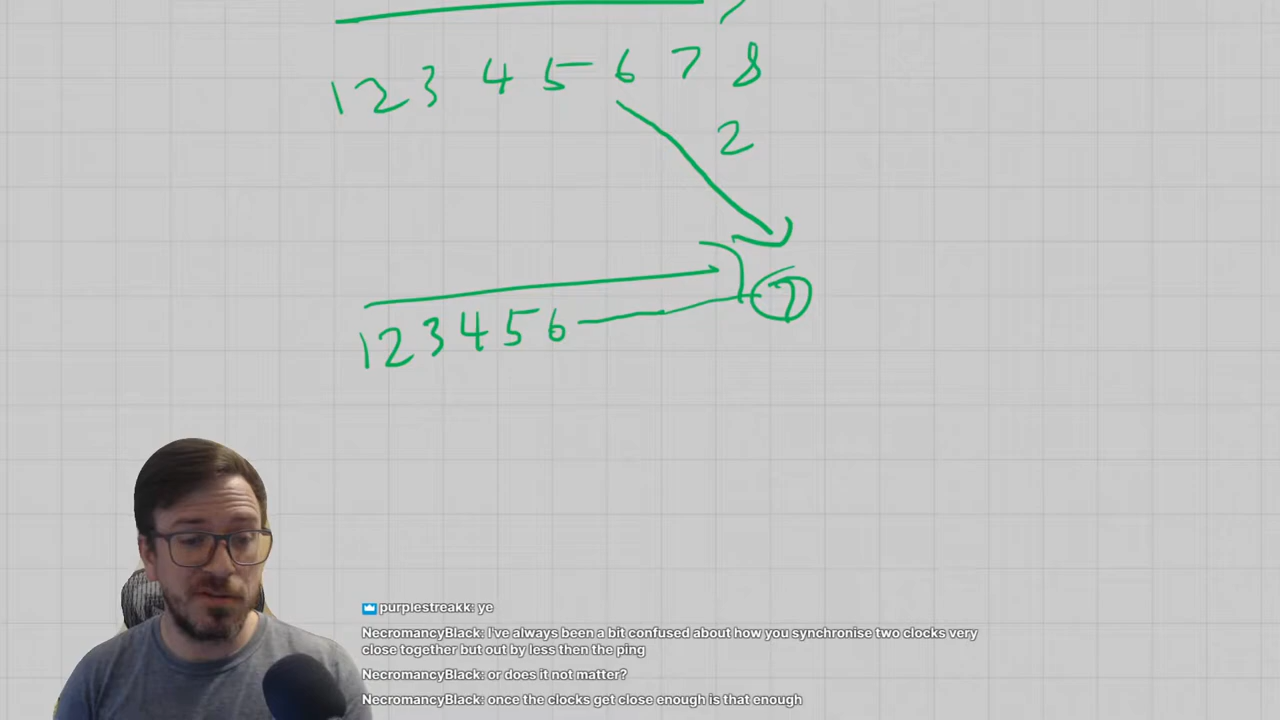 1 2 3 4 5 6 7 8
2
1 2 3 4 5 6 7
purplestreakk: ye
NecromancyBlack: I've always been a bit confused about how you synchronise two clocks very
close together but out by less then the ping
NecromancyBlack: or does it not matter?
NecromancyBlack: once the clocks get close enough is that enough